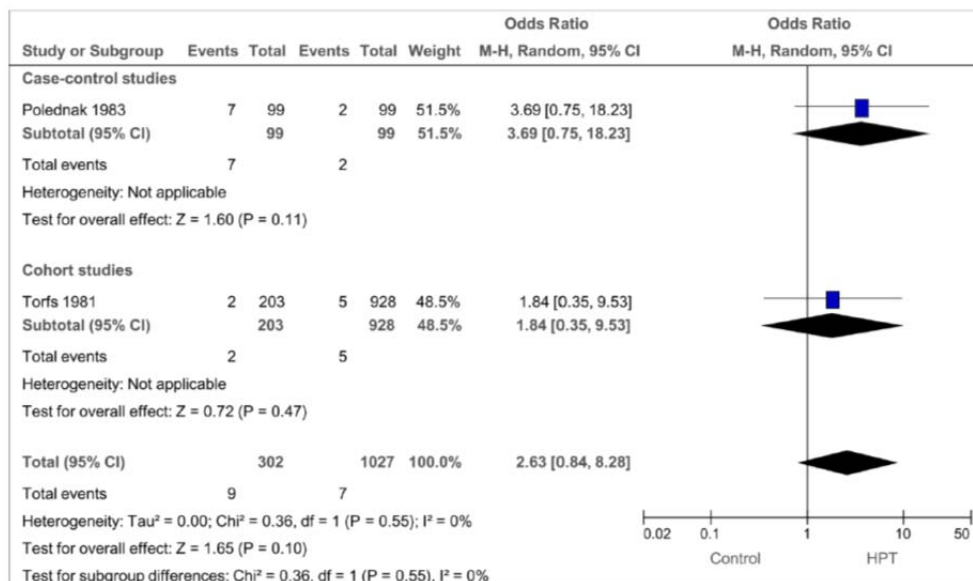 Odds Ratio Odds Ratio
Study or Subgroup Events Total Events Total Weight M-H, Random, 95% CI M-H, Random, 95% CI
Case-control studies
Polednak 1983 7 99 2 99 51.5% 3.69 [0.75, 18.23]
Subtotal (95% CI) 99 99 51.5% 3.69 [0.75, 18.23]
Total events 7 2
Heterogeneity: Not applicable
Test for overall effect: Z = 1.60 (P = 0.11)
Cohort studies
Torfs 1981 2 203 5 928 48.5% 1.84 [0.35, 9.53]
Subtotal (95% CI) 203 928 48.5% 1.84 [0.35, 9.53]
Total events 2 5
Heterogeneity: Not applicable
Test for overall effect: Z = 0.72 (P = 0.47)
Total (95% CI) 302 1027 100.0% 2.63 [0.84, 8.28]
Total events 9 7
Heterogeneity: Tau² = 0.00; Chi² = 0.36, df = 1 (P = 0.55); I² = 0%
Test for overall effect: Z = 1.65 (P = 0.10)
Test for subgroup differences: Chi² = 0.36, df = 1 (P = 0.55), I² = 0%
0.02 0.1 1 10 50
Control HPT